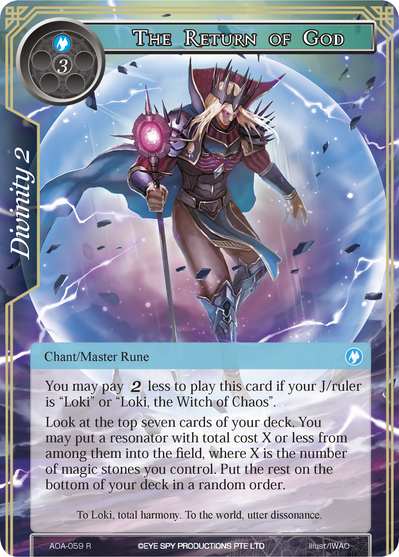 The Return of God
3
Divinity 2
Chant/Master Rune
You may pay 2 less to play this card if your J/ruler
is “Loki” or “Loki, the Witch of Chaos”.
Look at the top seven cards of your deck. You
may put a resonator with total cost X or less from
among them into the field, where X is the number
of magic stones you control. Put the rest on the
bottom of your deck in a random order.
To Loki, total harmony. To the world, utter dissonance.
AOA-059 R ©EYE SPY PRODUCTIONS PTE LTD Illust/IWAO